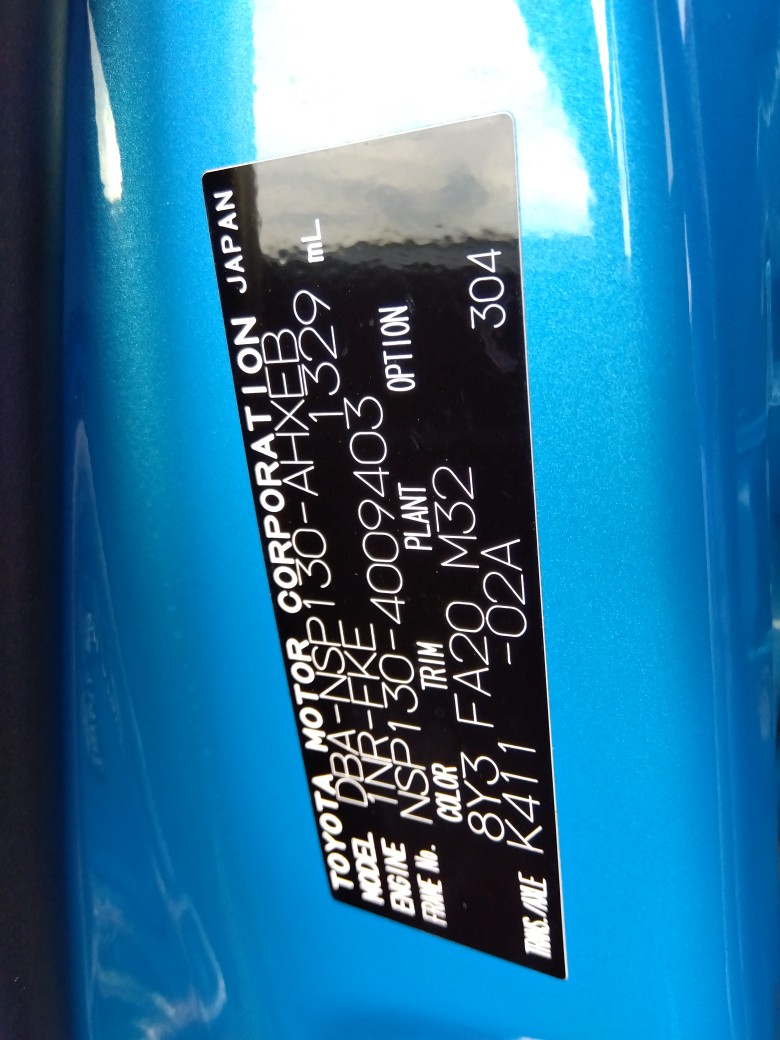 TOYOTA MOTOR CORPORATION JAPAN
MODEL DBA-NSP130-AHXEB
ENGINE 1NR-FKE 1329 mL
FRAME No. NSP130-4009403
COLOR TRIM PLANT OPTION
8Y3 FA20 M32 304
TRANS./AXLE K411 -02A